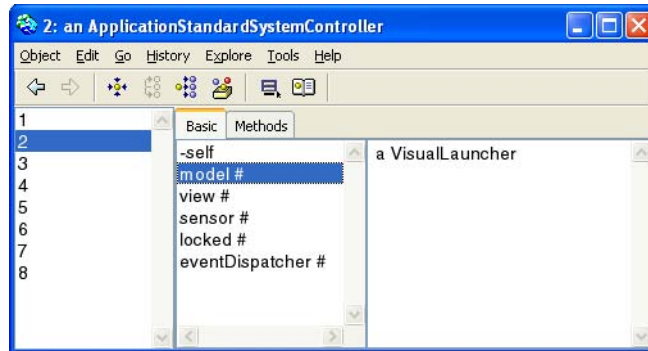 2: an ApplicationStandardSystemController
Object Edit Go History Explore Tools Help
1
2
3
4
5
6
7
8
Basic Methods
-self
model #
view #
sensor #
locked #
eventDispatcher #
a VisualLauncher